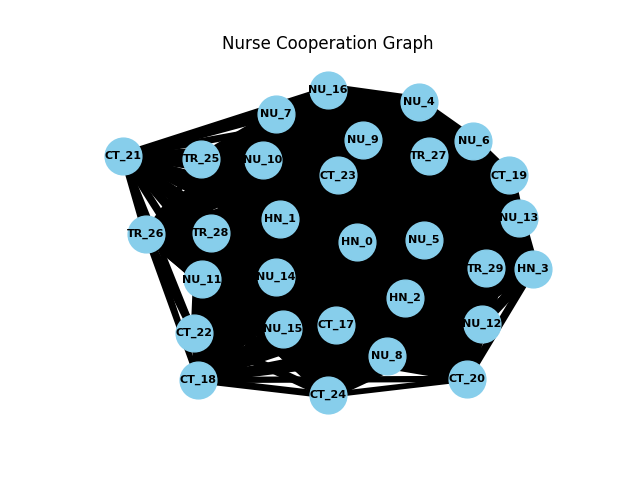 Nurse Cooperation Graph
NU_16
NU_4
NU_7
NU_9
NU_6
CT_21
TR_25
NU_10
TR_27
CT_23
CT_19
HN_1
NU_13
TR_26
TR_28
HN_0
NU_5
NU_11
NU_14
TR_29
HN_3
HN_2
CT_22
NU_15
CT_17
NU_12
NU_8
CT_18
CT_24
CT_20